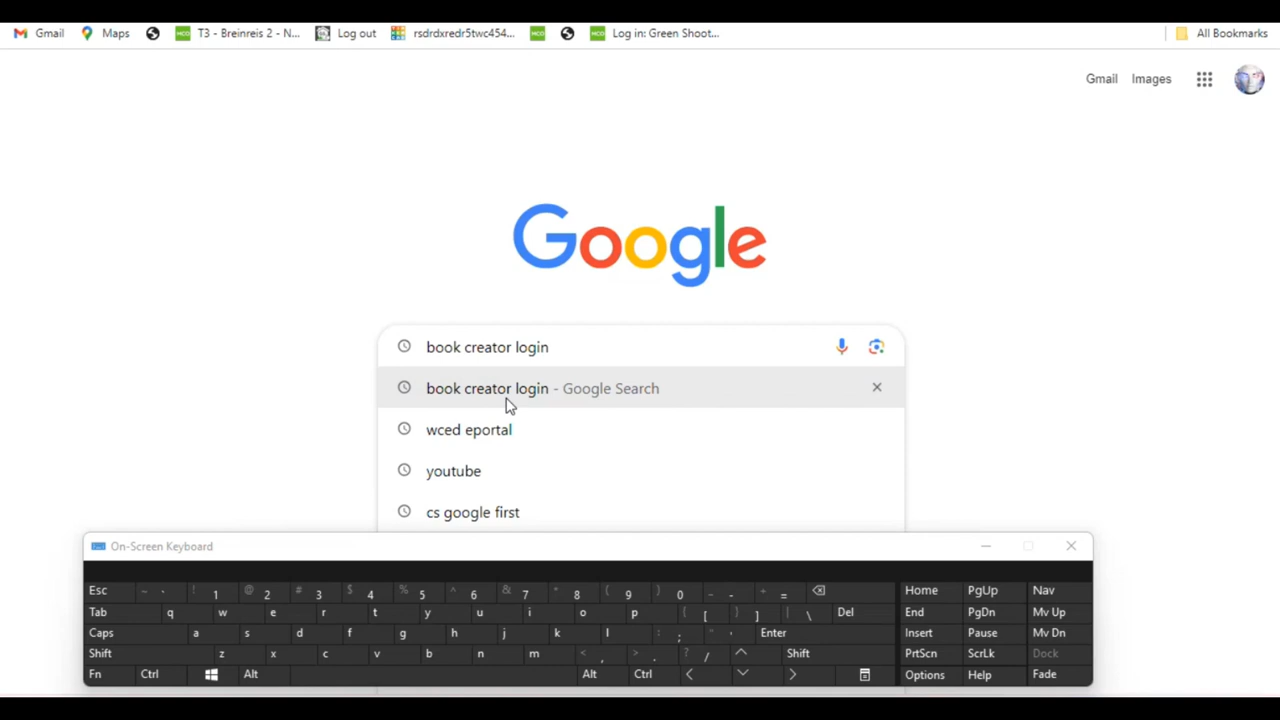 Gmail Maps T3 - Breinreis 2 - N... Log out rsdrdxredr5twc454... Log in: Green Shoot... All Bookmarks
Gmail Images
Google
book creator login
book creator login - Google Search
wced eportal
youtube
cs google first
On-Screen Keyboard
Esc ~ ` ! 1 @ 2 # 3 $ 4 % 5 ^ 6 & 7 * 8 ( 9 ) 0 _ - + = Home PgUp Nav
Tab q w e r t y u i o p { [ } ] | \ Del End PgDn Mv Up
Caps a s d f g h j k l : ; " ' Enter Insert Pause Mv Dn
Shift z x c v b n m < , > . ? / Shift PrtScn ScrLk Dock
Fn Ctrl Alt Alt Ctrl Options Help Fade